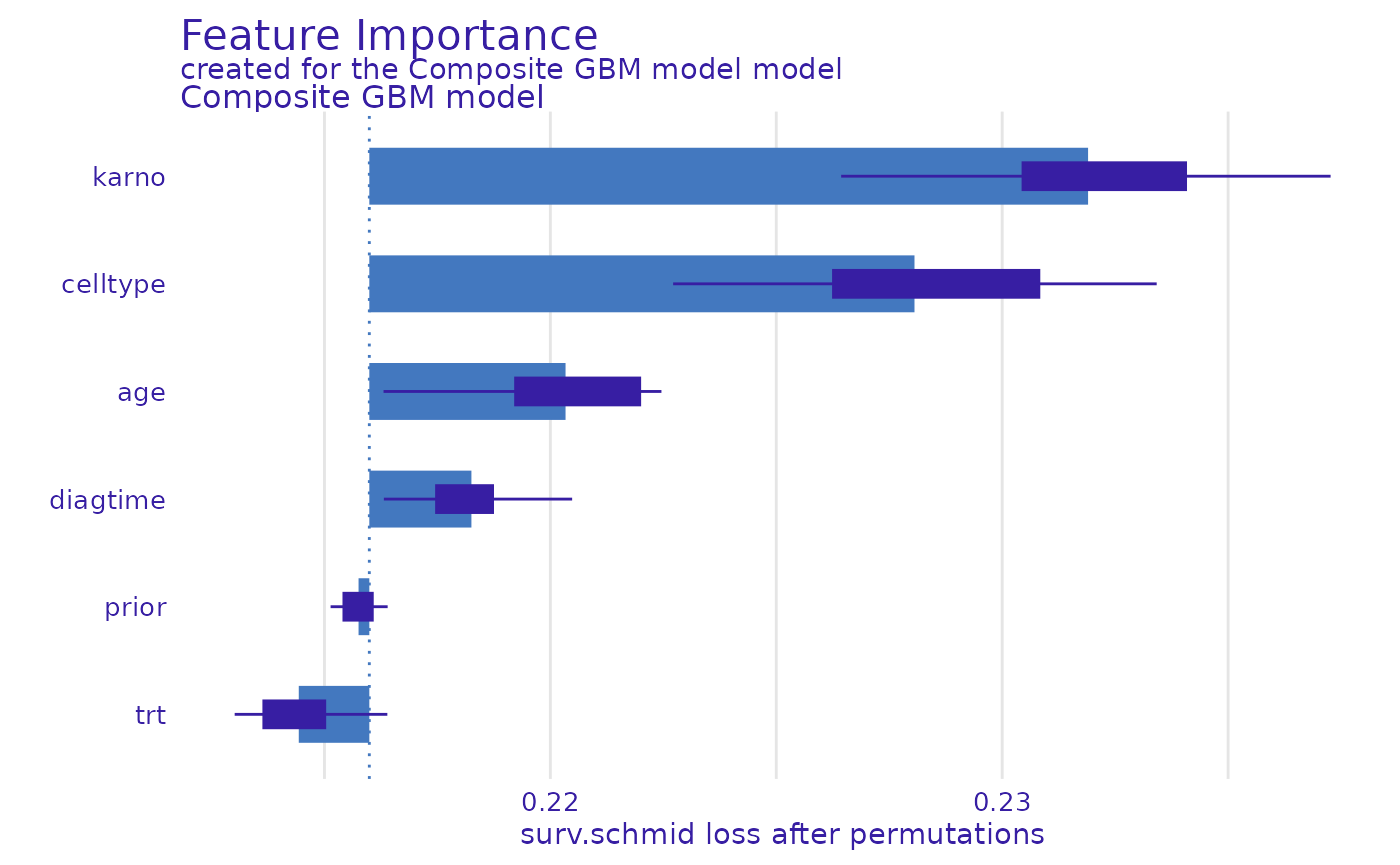 Feature Importance
created for the Composite GBM model model
Composite GBM model
karno
celltype
age
diagtime
prior
trt
0.22 0.23
surv.schmid loss after permutations